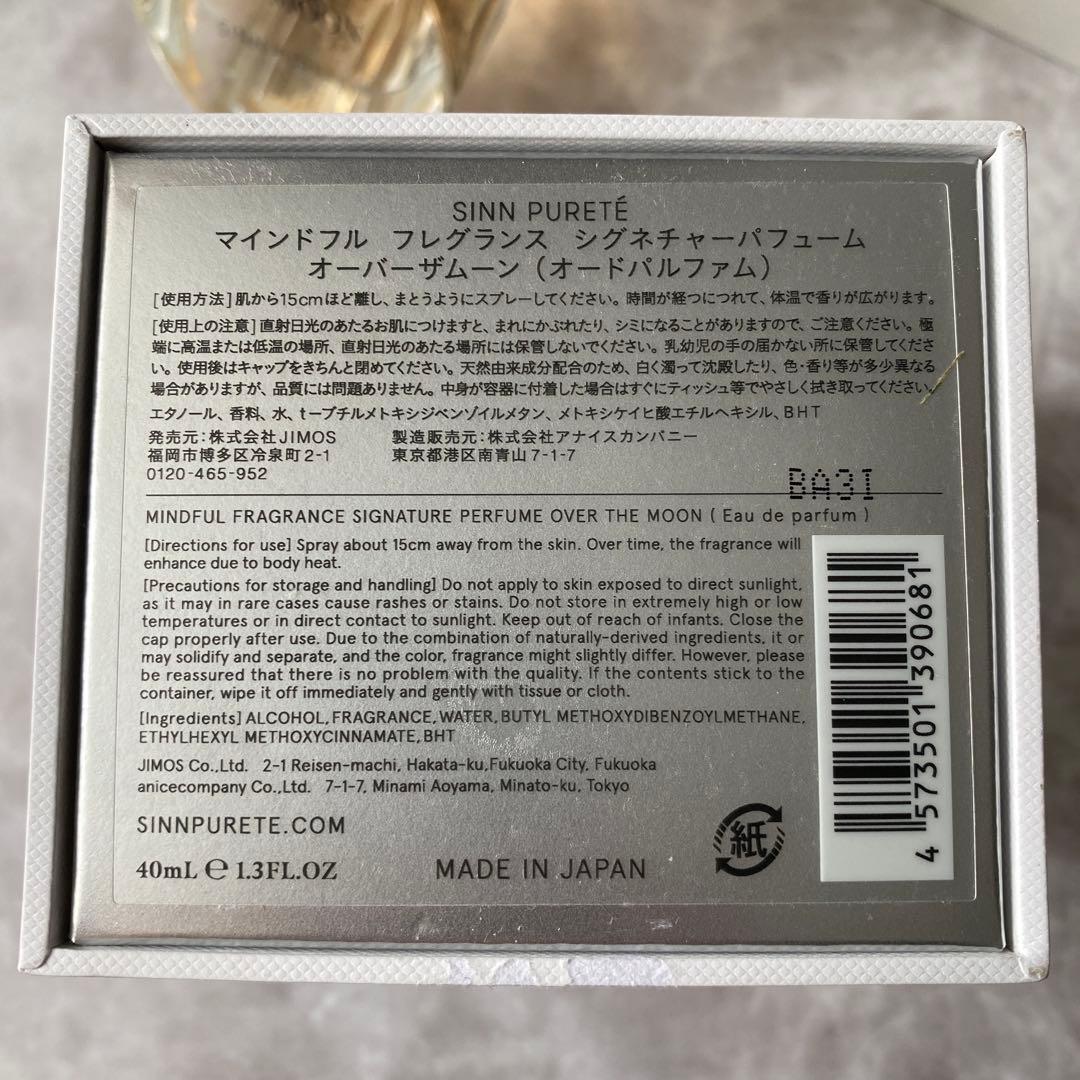 SINN PURETÉ
マインドフル フレグランス シグネチャーパフューム
オーバーザムーン（オードパルファム）
[使用方法]肌から15cmほど離し、まとうようにスプレーしてください。時間が経つにつれて、体温で香りが広がります。
[使用上の注意]直射日光のあたるお肌につけますと、まれにかぶれたり、シミになることがありますので、ご注意ください。極
端に高温または低温の場所、直射日光のあたる場所には保管しないでください。乳幼児の手の届かない所に保管してくださ
い。使用後はキャップをきちんと閉めてください。天然由来成分配合のため、白く濁って沈殿したり、色・香り等が多少異なる
場合がありますが、品質には問題ありません。中身が容器に付着した場合はすぐにティッシュ等でやさしく拭き取ってください。
エタノール、香料、水、t−ブチルメトキシジベンゾイルメタン、メトキシケイヒ酸エチルヘキシル、BHT
発売元：株式会社JIMOS 製造販売元：株式会社アナイスカンパニー
福岡市博多区冷泉町2-1 東京都港区南青山7-1-7
0120-465-952
BA3I
MINDFUL FRAGRANCE SIGNATURE PERFUME OVER THE MOON ( Eau de parfum )
[Directions for use] Spray about 15cm away from the skin. Over time, the fragrance will
enhance due to body heat.
[Precautions for storage and handling] Do not apply to skin exposed to direct sunlight,
as it may in rare cases cause rashes or stains. Do not store in extremely high or low
temperatures or in direct contact to sunlight. Keep out of reach of infants. Close the
cap properly after use. Due to the combination of naturally-derived ingredients, it or
may solidify and separate, and the color, fragrance might slightly differ. However, please
be reassured that there is no problem with the quality. If the contents stick to the
container, wipe it off immediately and gently with tissue or cloth.
[Ingredients] ALCOHOL, FRAGRANCE, WATER, BUTYL METHOXYDIBENZOYLMETHANE,
ETHYLHEXYL METHOXYCINNAMATE, BHT
JIMOS Co.,Ltd. 2-1 Reisen-machi, Hakata-ku, Fukuoka City, Fukuoka
anicecompany Co.,Ltd. 7-1-7, Minami Aoyama, Minato-ku, Tokyo
SINNPURETE.COM
40mL ℮ 1.3FL.OZ
MADE IN JAPAN
紙
4 573501 390681